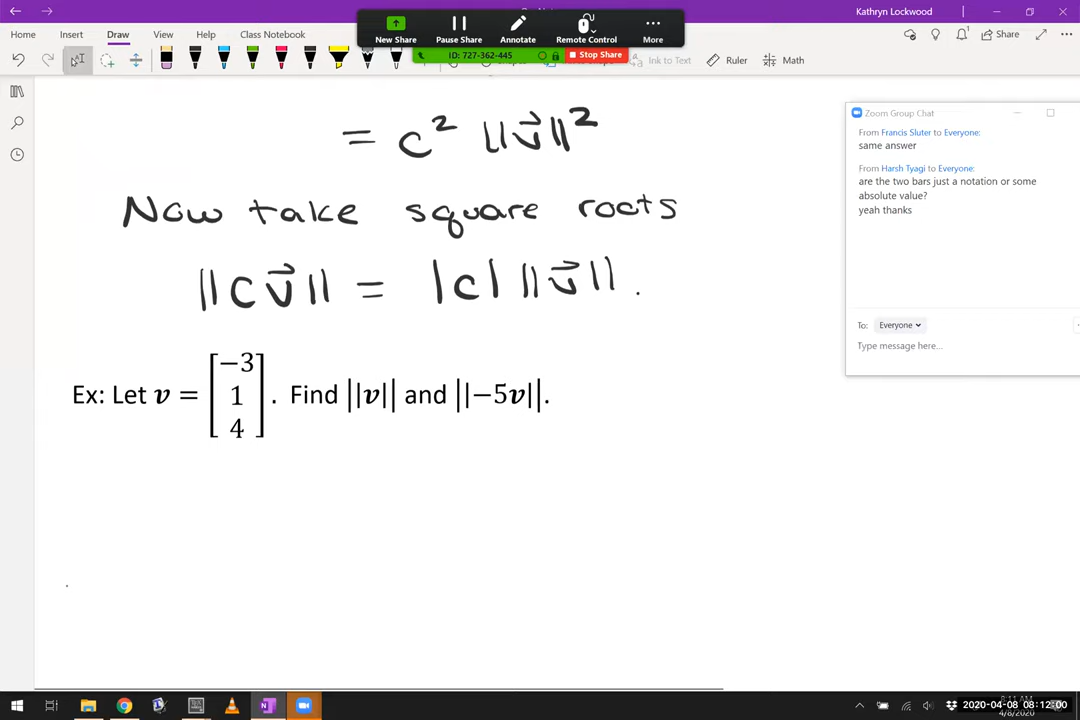 Kathryn Lockwood
New Share
Pause Share
Annotate
Remote Control
More
Home
Insert
Draw
View
Help
Class Notebook
Share
ID: 727-362-445
Stop Share
Ink to Text
Ruler
Math
= c² ||v⃗||²
Now take square roots
||cv⃗|| = |c| ||v⃗|| .
Ex: Let v = [−3 1 4] . Find ||v|| and ||−5v||.
Zoom Group Chat
From Francis Sluter to Everyone:
same answer
From Harsh Tyagi to Everyone:
are the two bars just a notation or some
absolute value?
yeah thanks
To: Everyone
Type message here...
2020-04-08 08:12:00
4/8/2020